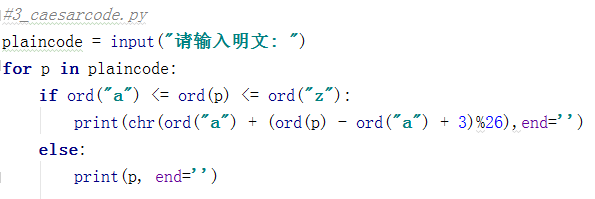 #3_caesarcode.py
plaincode = input("请输入明文: ")
for p in plaincode:
    if ord("a") <= ord(p) <= ord("z"):
        print(chr(ord("a") + (ord(p) - ord("a") + 3)%26),end='')
    else:
        print(p, end='')